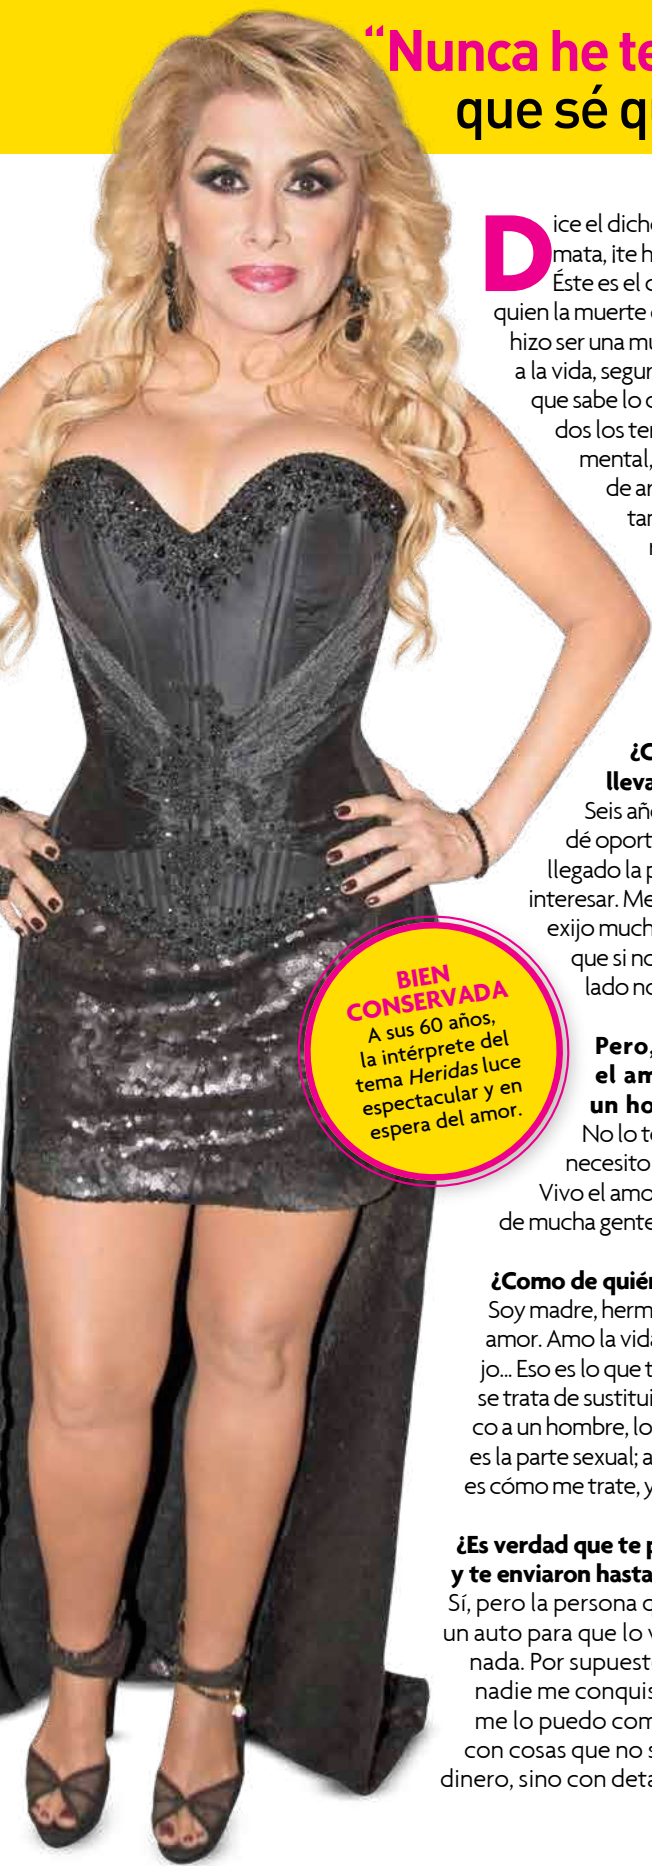 “Nunca he te
que sé qu
Dice el dicho
mata, ¡te h
Éste es el c
quien la muerte
hizo ser una mu
a la vida, segur
que sabe lo
dos los ter
mental,
de ar
tar
llev
Seis añ
dé oport
llegado la p
interesar. Me
exijo much
que si no
lado no
BIEN
CONSERVADA
A sus 60 años,
la intérprete del
tema Heridas luce
espectacular y en
espera del amor.
Pero,
el am
un ho
No lo t
necesito
Vivo el amo
de mucha gente
¿Como de quién
Soy madre, herm
amor. Amo la vida
jo... Eso es lo que t
se trata de sustitui
co a un hombre, lo
es la parte sexual; a
es cómo me trate, y
¿Es verdad que te p
y te enviaron hasta
Sí, pero la persona
un auto para que lo v
nada. Por supuesto
nadie me conquis
me lo puedo com
con cosas que no s
dinero, sino con deta